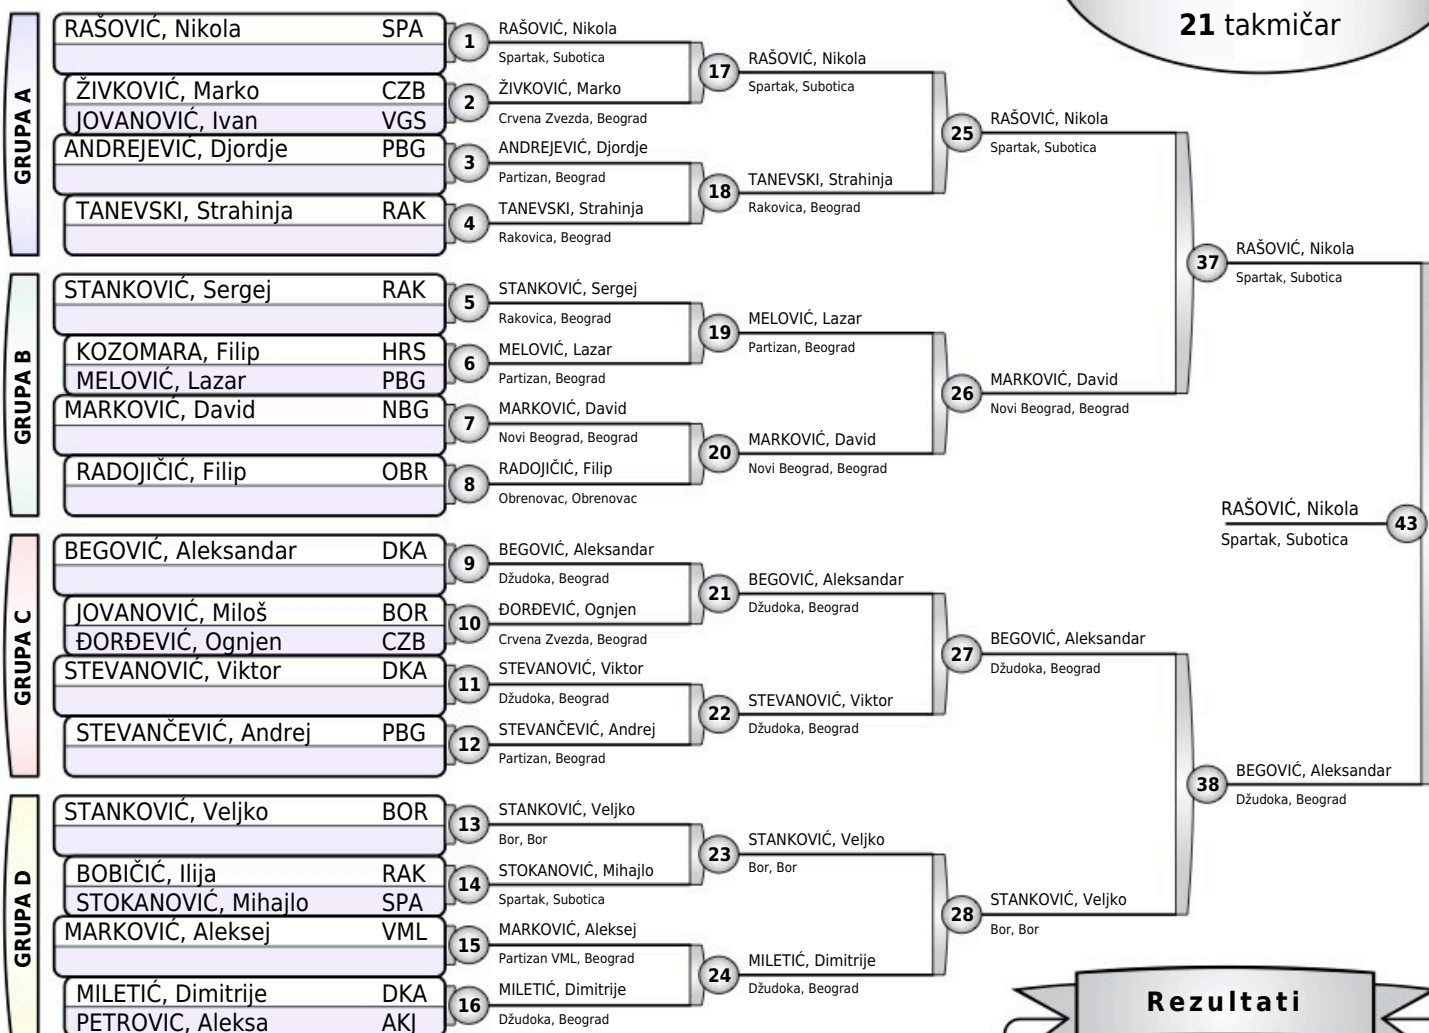 21 takmičar
GRUPA A
RAŠOVIĆ, Nikola SPA
ŽIVKOVIĆ, Marko CZB
JOVANOVIĆ, Ivan VGS
ANDREJEVIĆ, Djordje PBG
TANEVSKI, Strahinja RAK
GRUPA B
STANKOVIĆ, Sergej RAK
KOZOMARA, Filip HRS
MELOVIĆ, Lazar PBG
MARKOVIĆ, David NBG
RADOJIČIĆ, Filip OBR
GRUPA C
BEGOVIĆ, Aleksandar DKA
JOVANOVIĆ, Miloš BOR
ĐORĐEVIĆ, Ognjen CZB
STEVANOVIĆ, Viktor DKA
STEVANČEVIĆ, Andrej PBG
GRUPA D
STANKOVIĆ, Veljko BOR
BOBIČIĆ, Ilija RAK
STOKANOVIĆ, Mihajlo SPA
MARKOVIĆ, Aleksej VML
MILETIĆ, Dimitrije DKA
PETROVIC, Aleksa AKJ
1 RAŠOVIĆ, Nikola
Spartak, Subotica
2 ŽIVKOVIĆ, Marko
Crvena Zvezda, Beograd
3 ANDREJEVIĆ, Djordje
Partizan, Beograd
4 TANEVSKI, Strahinja
Rakovica, Beograd
5 STANKOVIĆ, Sergej
Rakovica, Beograd
6 MELOVIĆ, Lazar
Partizan, Beograd
7 MARKOVIĆ, David
Novi Beograd, Beograd
8 RADOJIČIĆ, Filip
Obrenovac, Obrenovac
9 BEGOVIĆ, Aleksandar
Džudoka, Beograd
10 ĐORĐEVIĆ, Ognjen
Crvena Zvezda, Beograd
11 STEVANOVIĆ, Viktor
Džudoka, Beograd
12 STEVANČEVIĆ, Andrej
Partizan, Beograd
13 STANKOVIĆ, Veljko
Bor, Bor
14 STOKANOVIĆ, Mihajlo
Spartak, Subotica
15 MARKOVIĆ, Aleksej
Partizan VML, Beograd
16 MILETIĆ, Dimitrije
Džudoka, Beograd
17 RAŠOVIĆ, Nikola
Spartak, Subotica
18 TANEVSKI, Strahinja
Rakovica, Beograd
19 MELOVIĆ, Lazar
Partizan, Beograd
20 MARKOVIĆ, David
Novi Beograd, Beograd
21 BEGOVIĆ, Aleksandar
Džudoka, Beograd
22 STEVANOVIĆ, Viktor
Džudoka, Beograd
23 STANKOVIĆ, Veljko
Bor, Bor
24 MILETIĆ, Dimitrije
Džudoka, Beograd
25 RAŠOVIĆ, Nikola
Spartak, Subotica
26 MARKOVIĆ, David
Novi Beograd, Beograd
27 BEGOVIĆ, Aleksandar
Džudoka, Beograd
28 STANKOVIĆ, Veljko
Bor, Bor
37 RAŠOVIĆ, Nikola
Spartak, Subotica
38 BEGOVIĆ, Aleksandar
Džudoka, Beograd
RAŠOVIĆ, Nikola 43
Spartak, Subotica
Rezultati